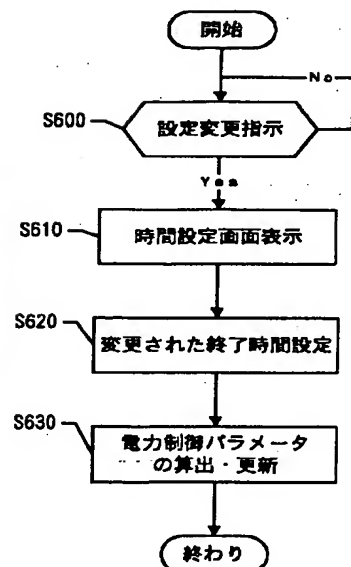 開始
No
S600
設定変更指示
Yes
S610
時間設定画面表示
S620
変更された終了時間設定
S630
電力制御パラメータ
の算出・更新
終わり